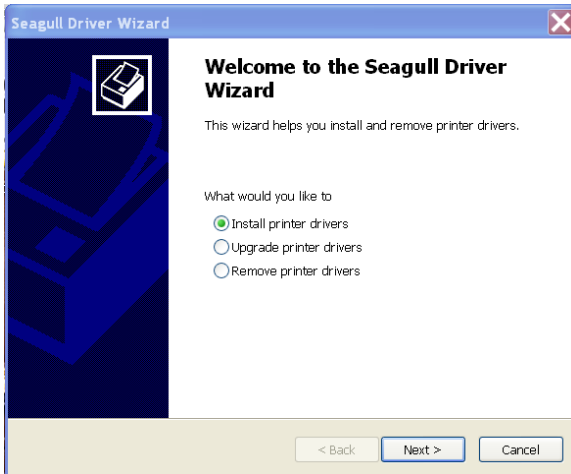 Seagull Driver Wizard
Welcome to the Seagull Driver
Wizard
This wizard helps you install and remove printer drivers.
What would you like to
Install printer drivers
Upgrade printer drivers
Remove printer drivers
< Back Next > Cancel